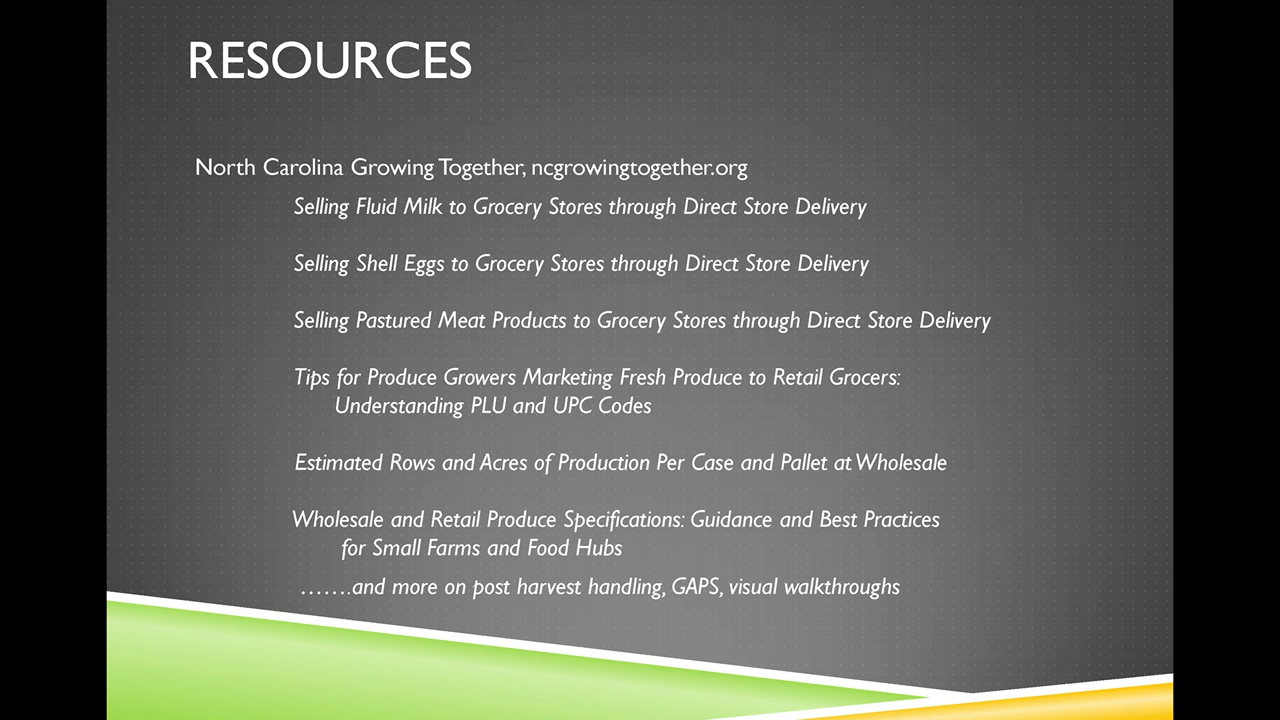 RESOURCES
North Carolina Growing Together, ncgrowingtogether.org
Selling Fluid Milk to Grocery Stores through Direct Store Delivery
Selling Shell Eggs to Grocery Stores through Direct Store Delivery
Selling Pastured Meat Products to Grocery Stores through Direct Store Delivery
Tips for Produce Growers Marketing Fresh Produce to Retail Grocers:
Understanding PLU and UPC Codes
Estimated Rows and Acres of Production Per Case and Pallet at Wholesale
Wholesale and Retail Produce Specifications: Guidance and Best Practices
for Small Farms and Food Hubs
…….and more on post harvest handling, GAPS, visual walkthroughs